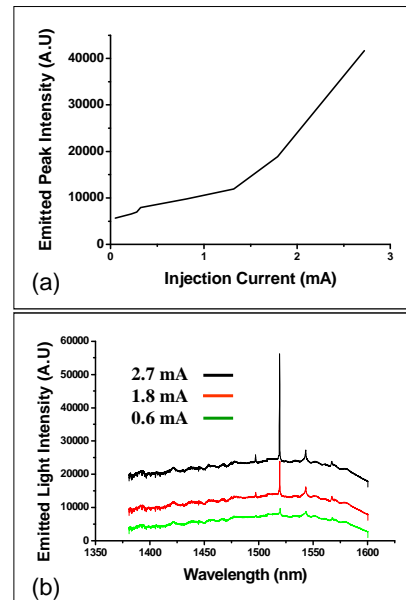 Emitted Peak Intensity (A.U)
40000
30000
20000
10000
0
0 1 2 3
Injection Current (mA)
(a)
Emitted Light Intensity (A.U)
60000
50000
40000
30000
20000
10000
0
2.7 mA
1.8 mA
0.6 mA
1350 1400 1450 1500 1550 1600
Wavelength (nm)
(b)